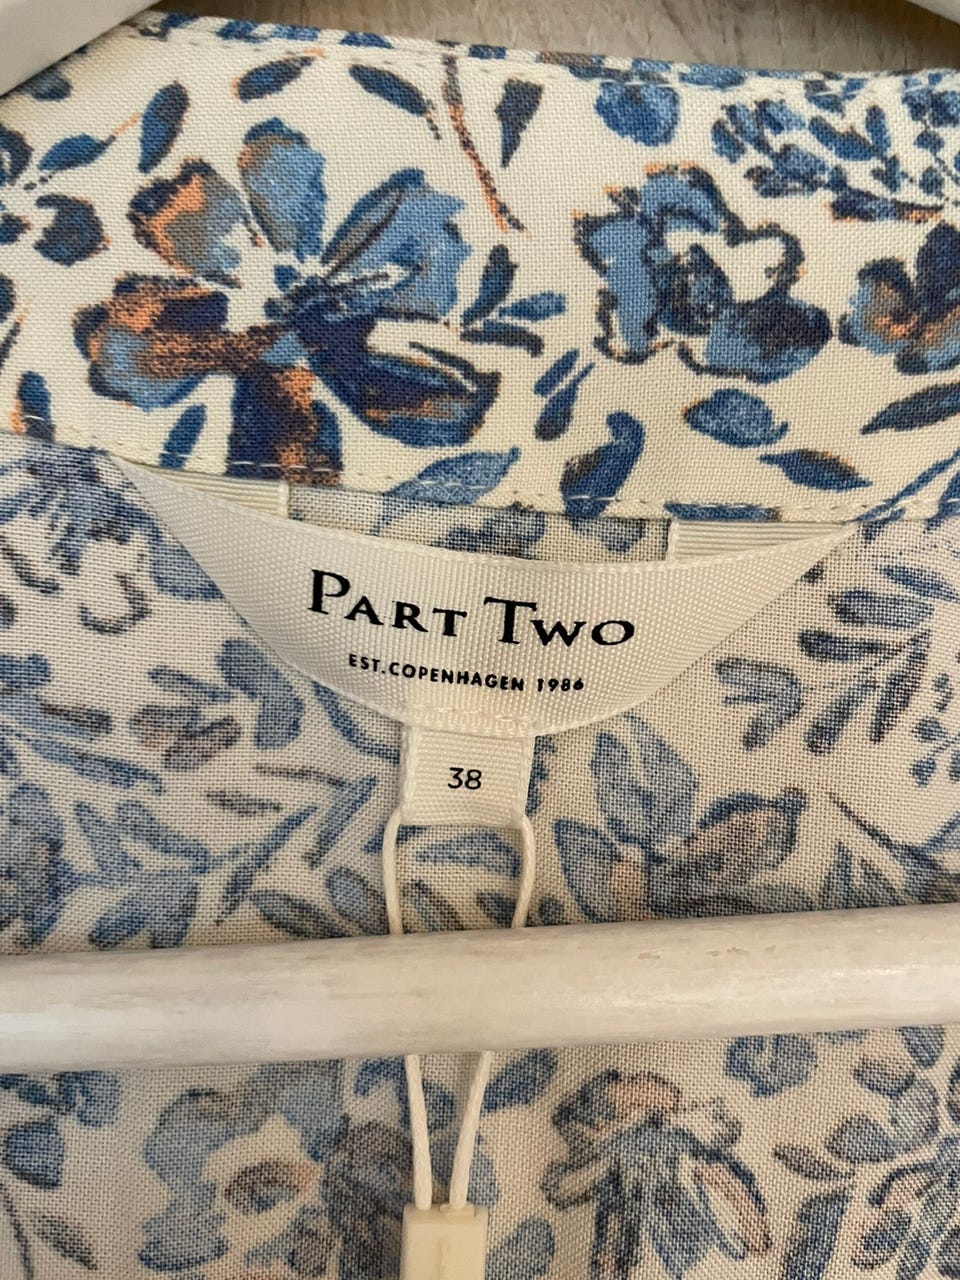 PART TWO
EST.COPENHAGEN 1986
38